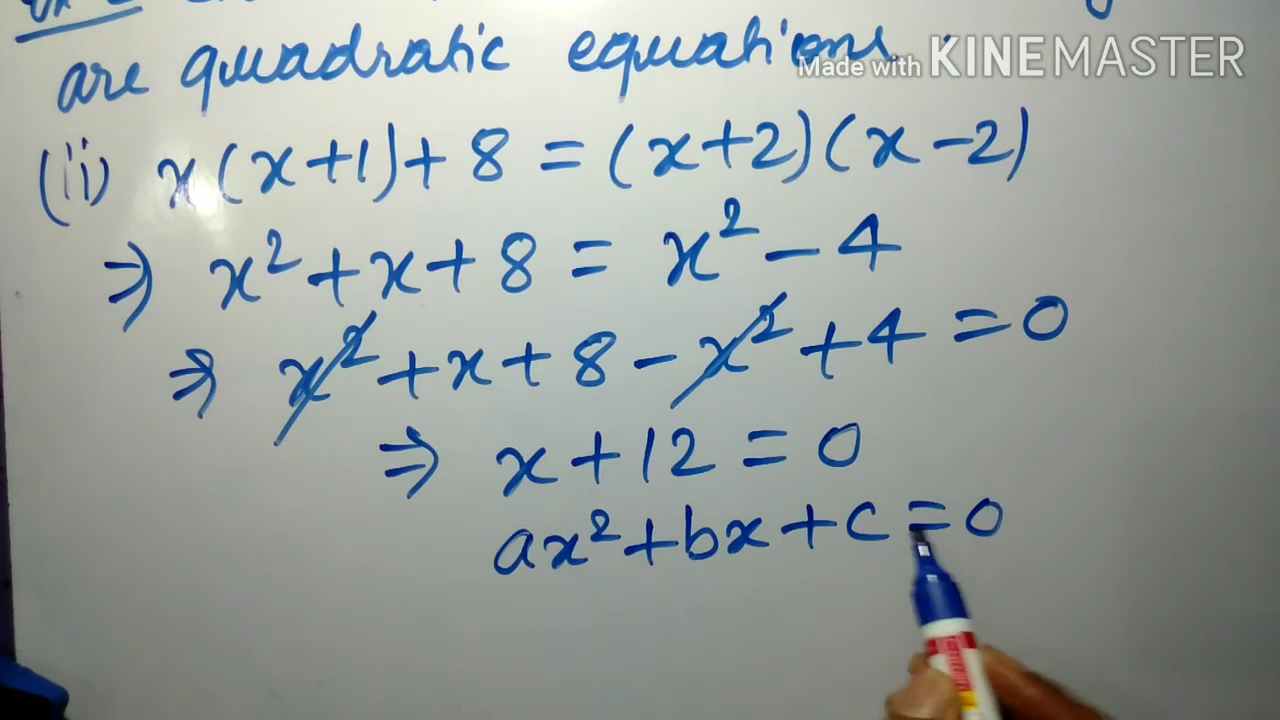 are quadratic equations.
Made with KINEMASTER
(ii) x(x+1)+8=(x+2)(x-2)
⇒ x²+x+8= x²-4
⇒ x²+x+8-x²+4=0
⇒ x+12=0
ax²+bx+c=0